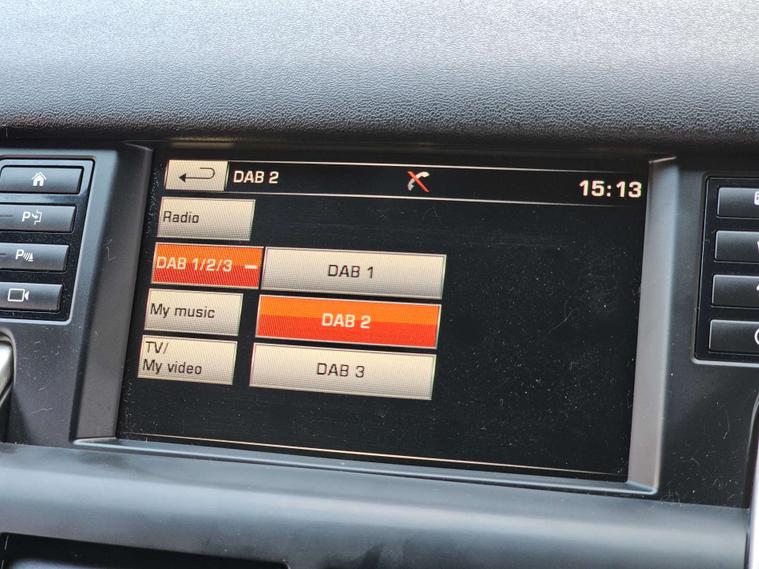 DAB 2
15:13
Radio
DAB 1/2/3
DAB 1
My music
DAB 2
TV/
My video
DAB 3
P
P